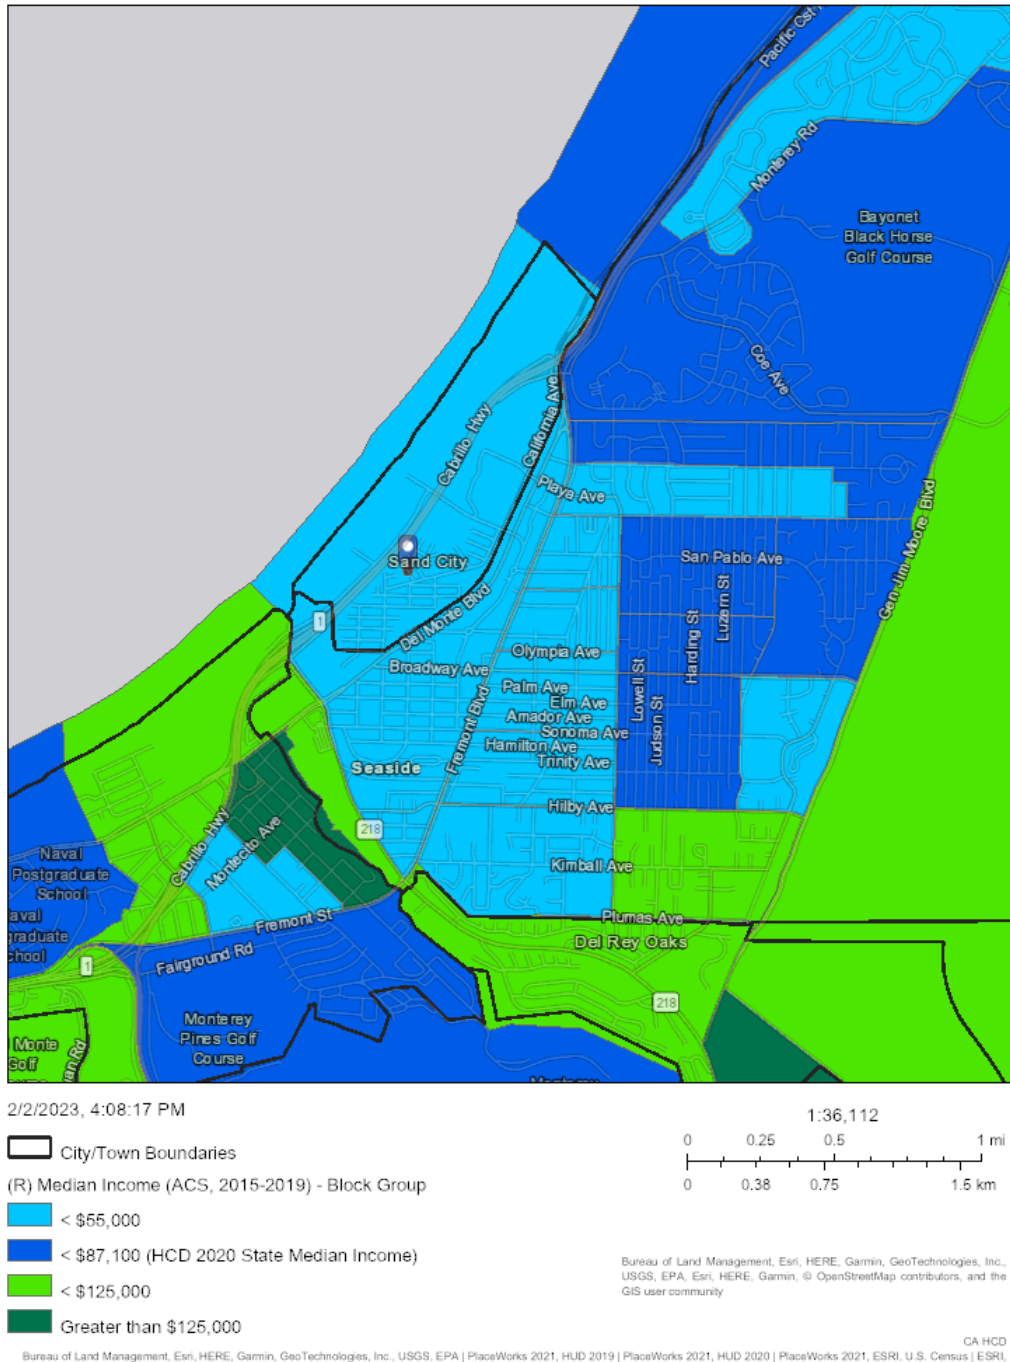 Pacific Cst
Monterey Rd
Bayonet
Black Horse
Golf Course
Coe Ave
California Ave
Cabrillo Hwy
Playa Ave
Gen Jim Moore Blvd
San Pablo Ave
Sand City
Luzern St
Harding St
1
Del Monte Blvd
Olympia Ave
Broadway Ave
Lowell St
Palm Ave
Elm Ave
Amador Ave
Judson St
Sonoma Ave
Fremont Blvd
Hamilton Ave
Trinity Ave
Seaside
Hilby Ave
218
Cabrillo Hwy
Montecito Ave
Naval
Postgraduate
School
Kimball Ave
Fremont St
Plumas Ave
Del Rey Oaks
Fairground Rd
1
218
Monterey
Pines Golf
Course
Monte
Golf
2/2/2023, 4:08:17 PM
City/Town Boundaries
(R) Median Income (ACS, 2015-2019) - Block Group
< $55,000
< $87,100 (HCD 2020 State Median Income)
< $125,000
Greater than $125,000
1:36,112
0 0.25 0.5 1 mi
0 0.38 0.75 1.5 km
Bureau of Land Management, Esri, HERE, Garmin, GeoTechnologies, Inc.,
USGS, EPA, Esri, HERE, Garmin, © OpenStreetMap contributors, and the
GIS user community
CA HCD
Bureau of Land Management, Esri, HERE, Garmin, GeoTechnologies, Inc., USGS, EPA | PlaceWorks 2021, HUD 2019 | PlaceWorks 2021, HUD 2020 | PlaceWorks 2021, ESRI, U.S. Census | ESRI,